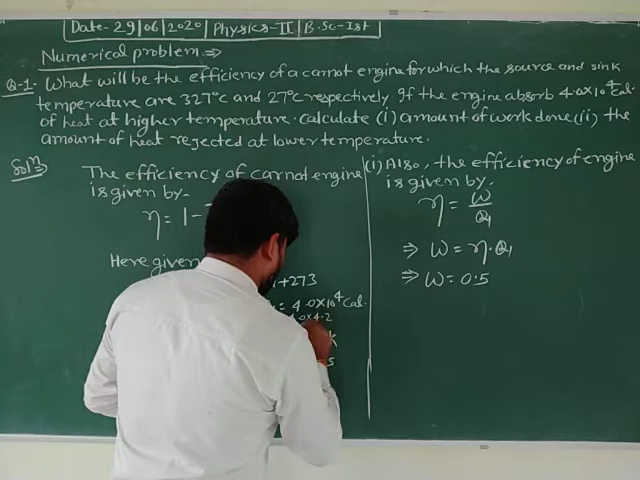 Date-29/06/2020 Physics-II B.Sc-Ist
Numerical problem ⇒
Q-1. What will be the efficiency of a carnot engine for which the source and sink
temperature are 327°c and 27°c respectively If the engine absorb 4.0×10⁴ Cal.
of heat at higher temperature. calculate (i) amount of work done (ii) the
amount of heat rejected at lower temperature.
Solⁿ⇒
The efficiency of carnot engine
is given by-
η = 1-
Here given
+273
= 4.0×10⁴ Cal.
.0×4.2
k
(i) Also, the efficiency of engine
is given by-
η = W/Q₁
⇒ W = η.Q₁
⇒ W = 0.5